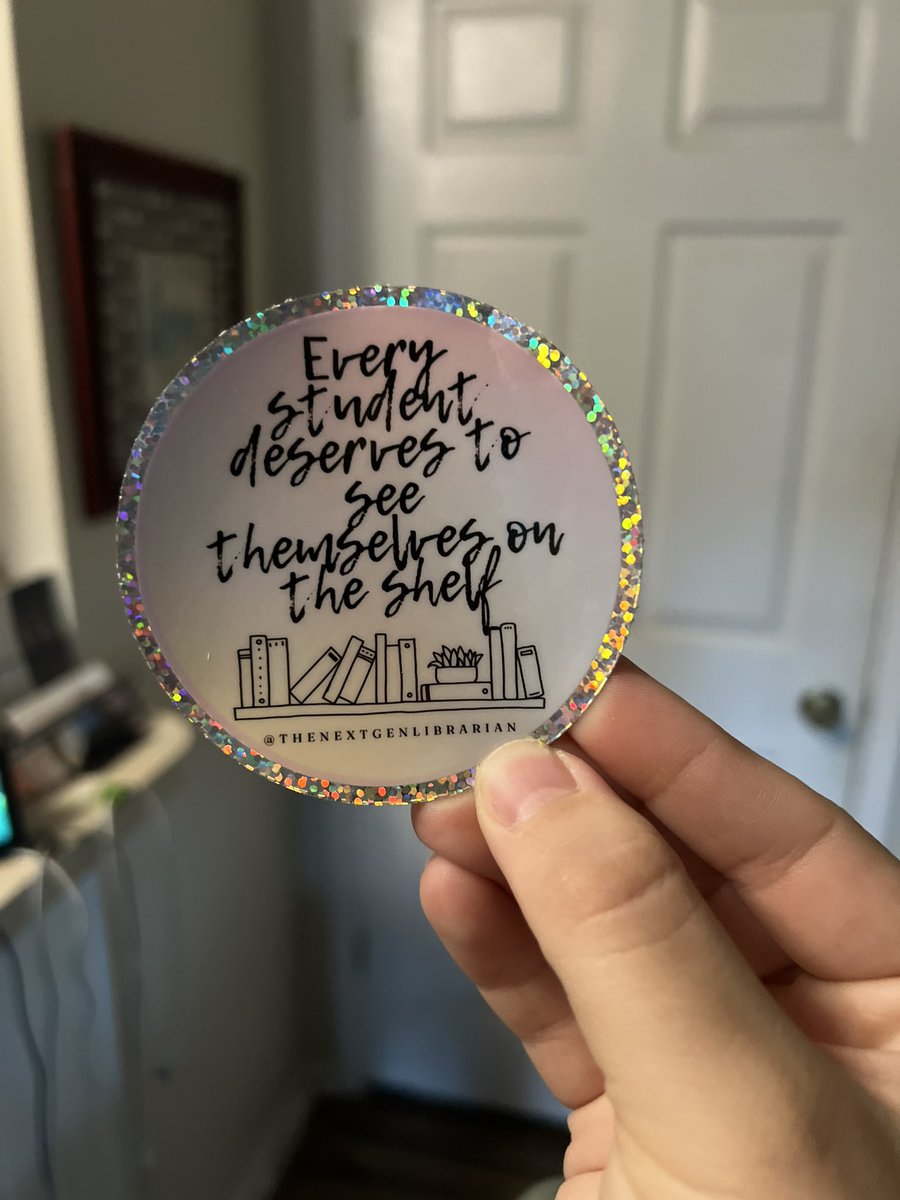 Every
student
deserves to
see
themselves on
the shelf
@THENEXTGENLIBRARIAN